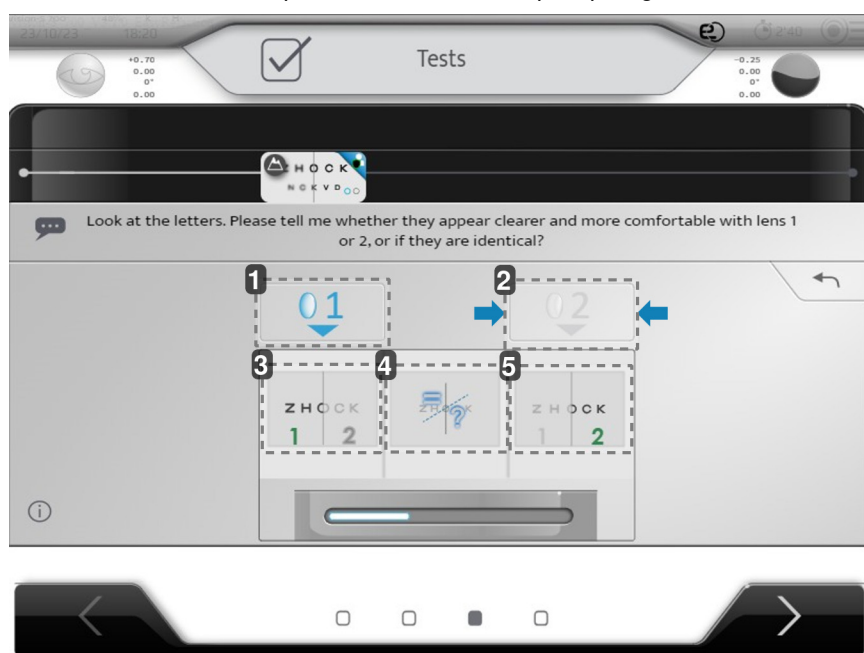 23/10/23 18:20
Tests
2'40
+0.70
0.00
0°
0.00
-0.25
0.00
0°
0.00
ZHOCK
NCKVD
Look at the letters. Please tell me whether they appear clearer and more comfortable with lens 1
or 2, or if they are identical?
1
2
01
02
3
4
5
ZHOCK
ZHOCK
ZHOCK
1 2
?
1 2